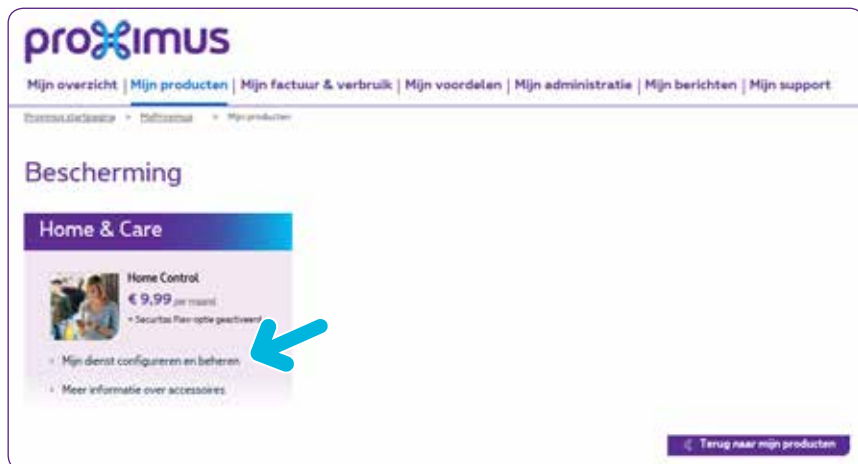 proximus
Mijn overzicht | Mijn producten | Mijn factuur & verbruik | Mijn voordelen | Mijn administratie | Mijn berichten | Mijn support
Proximus startpagina > MyProximus > Mijn producten
Bescherming
Home & Care
Home Control
€ 9,99 per maand
+ Securitas Flex-optie geactiveerd
Mijn dienst configureren en beheren
Meer informatie over accessoires
Terug naar mijn producten